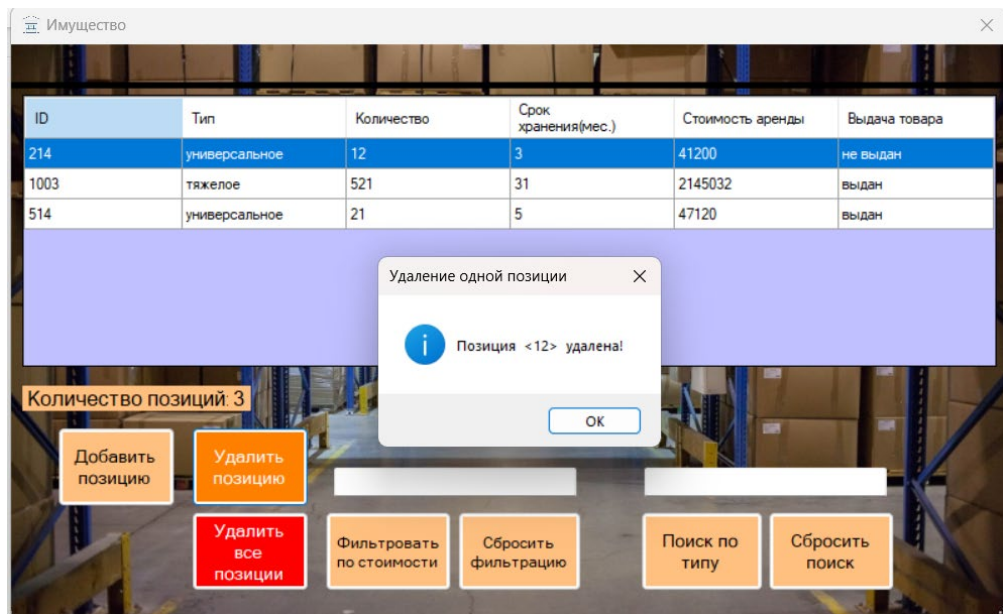 Имущество
ID Тип Количество Срок хранения(мес.) Стоимость аренды Выдача товара
214 универсальное 12 3 41200 не выдан
1003 тяжелое 521 31 2145032 выдан
514 универсальное 21 5 47120 выдан
Удаление одной позиции
Позиция <12> удалена!
OK
Количество позиций: 3
Добавить
позицию
Удалить
позицию
Удалить
все
позиции
Фильтровать
по стоимости
Сбросить
фильтрацию
Поиск по
типу
Сбросить
поиск